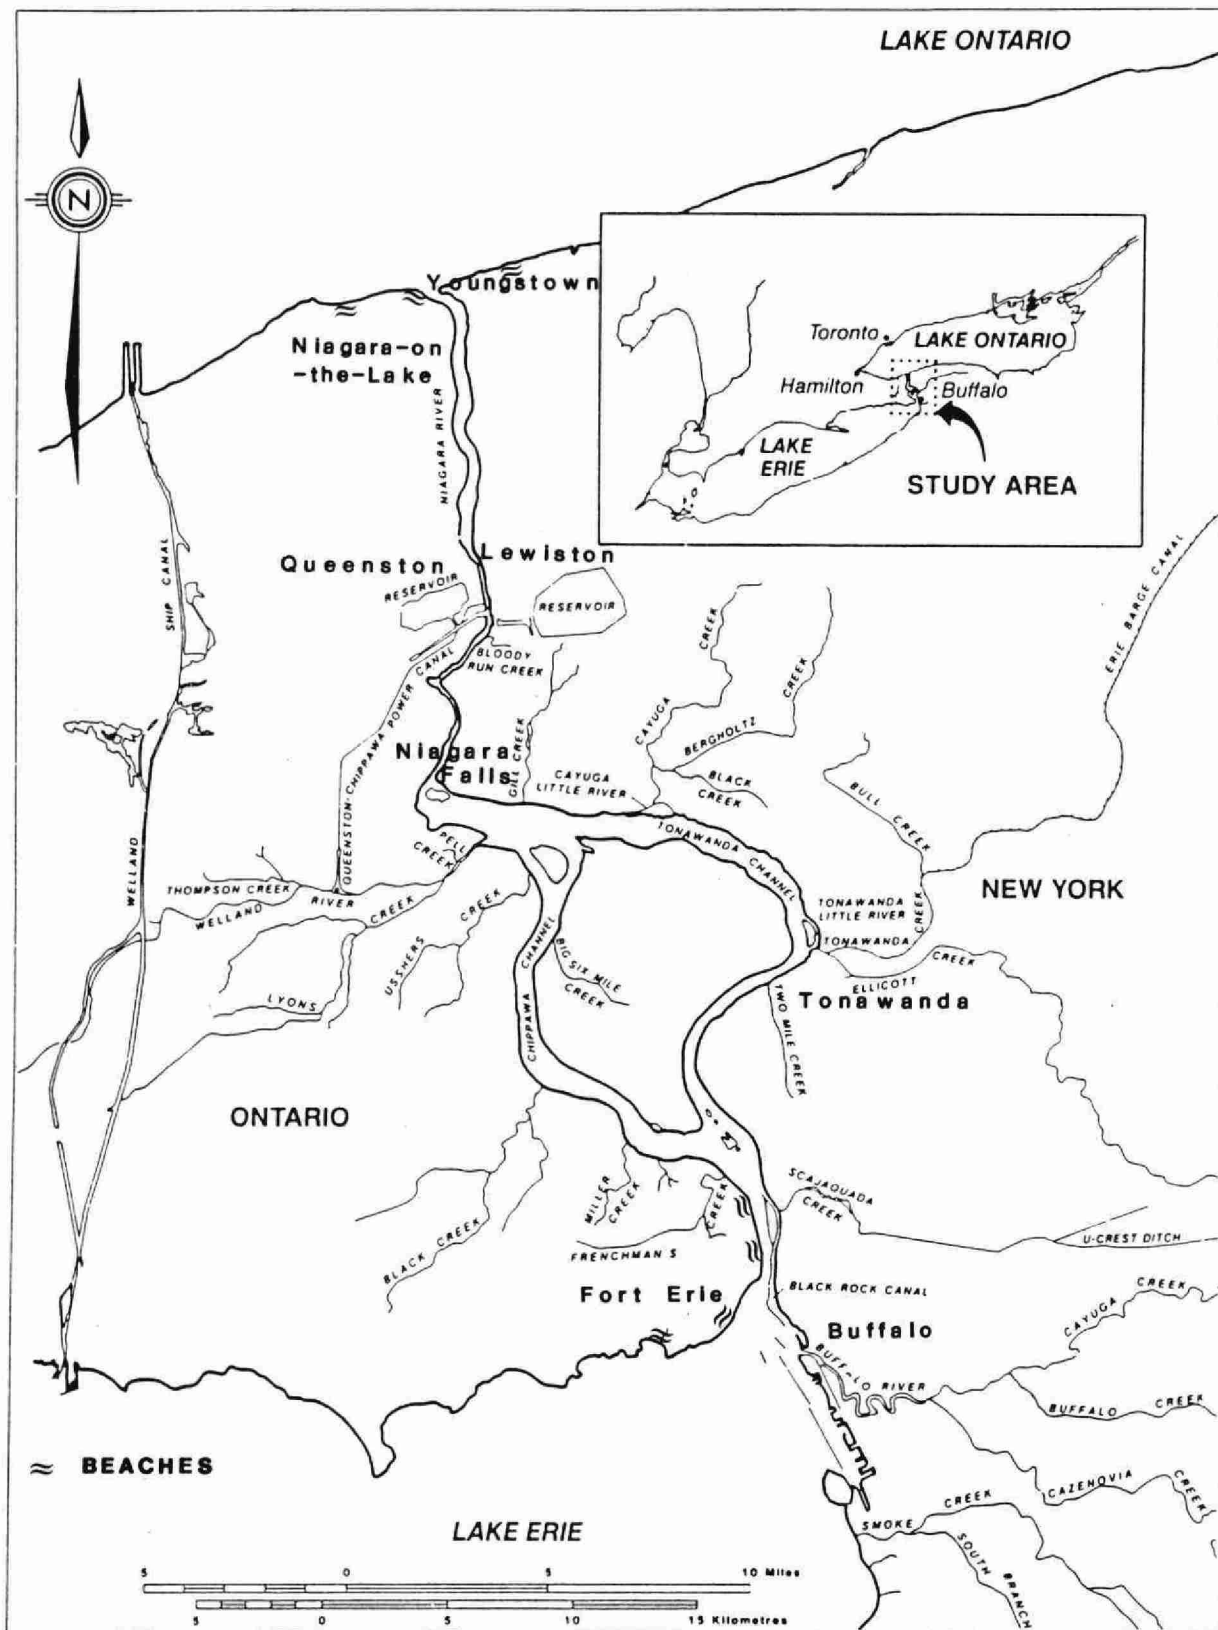 LAKE ONTARIO
N
Youngstown
Niagara-on
-the-Lake
NIAGARA RIVER
Toronto
LAKE ONTARIO
Hamilton
Buffalo
LAKE
ERIE
STUDY AREA
Queenston
Lewiston
RESERVOIR
RESERVOIR
SHIP CANAL
WELLAND
ERIE BARGE CANAL
BLOODY
RUN CREEK
QUEENSTON-CHIPPAWA POWER CANAL
CAYUGA CREEK
BERGHOLTZ CREEK
Niagara
Falls
GILL CREEK
CAYUGA
LITTLE RIVER
BLACK
CREEK
BULL CREEK
TONAWANDA CHANNEL
PELL
CREEK
THOMPSON CREEK
WELLAND RIVER
LYONS CREEK
USSHERS CREEK
CHIPPAWA CHANNEL
BIG SIX MILE
CREEK
NEW YORK
TONAWANDA
LITTLE RIVER
TONAWANDA CREEK
ELLICOTT CREEK
Tonawanda
TWO MILE CREEK
ONTARIO
BLACK CREEK
MILLER
CREEK
FRENCHMAN S CREEK
SCAJAQUADA
CREEK
U-CREST DITCH
Fort Erie
BLACK ROCK CANAL
Buffalo
BUFFALO RIVER
CAYUGA CREEK
BUFFALO CREEK
CAZENOVIA CREEK
SMOKE CREEK
SOUTH BRANCH
BEACHES
LAKE ERIE
5 0 5 10 Miles
5 0 5 10 15 Kilometres